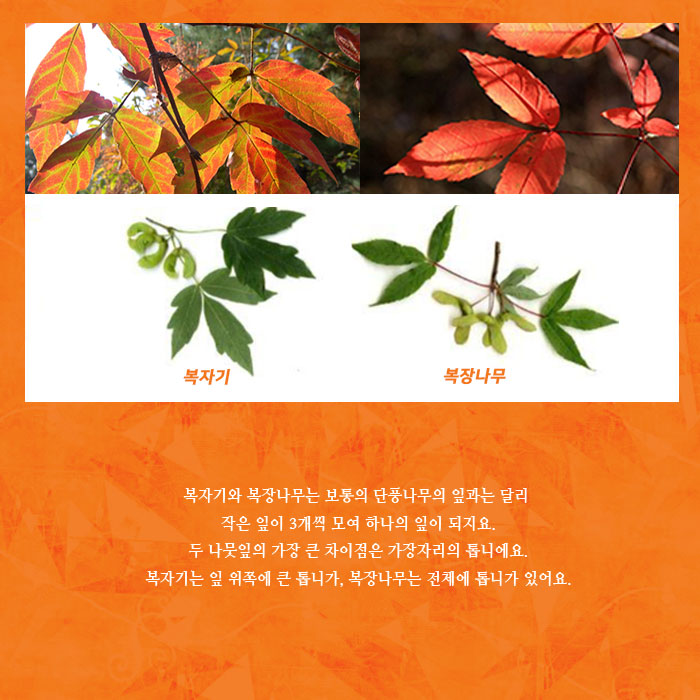 복자기
복장나무
복자기와 복장나무는 보통의 단풍나무의 잎과는 달리
작은 잎이 3개씩 모여 하나의 잎이 되지요.
두 나뭇잎의 가장 큰 차이점은 가장자리의 톱니에요.
복자기는 잎 위쪽에 큰 톱니가, 복장나무는 전체에 톱니가 있어요.